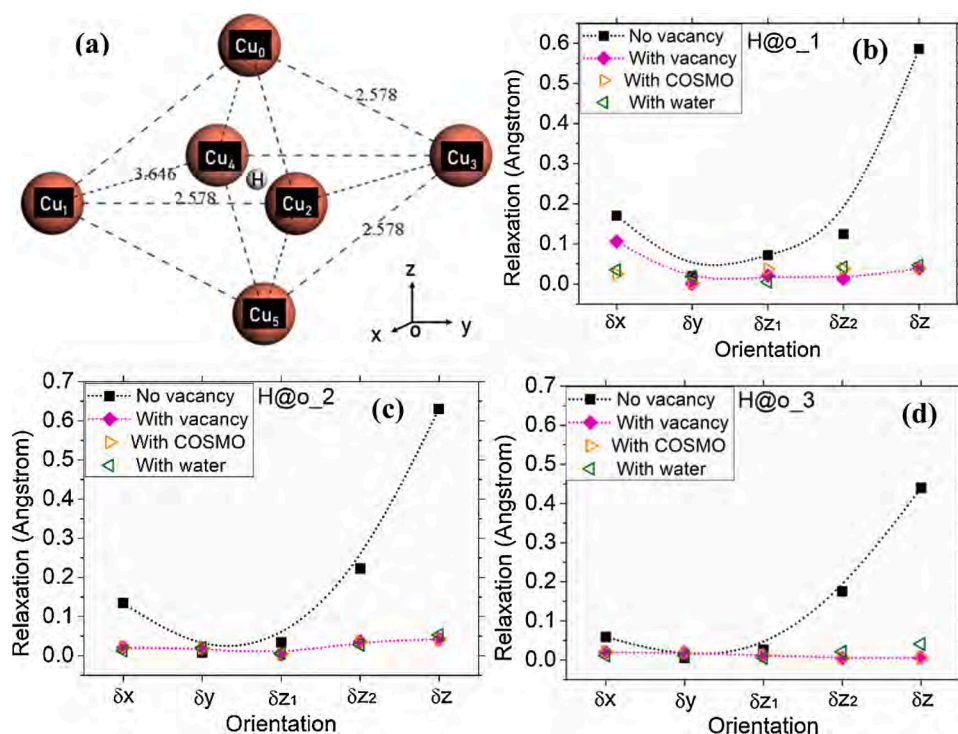 (a)
Cu0
2.578
Cu4
Cu3
3.646
H
Cu1
2.578
Cu2
2.578
Cu5
z
x
o
y
0.6
0.5
0.4
0.3
0.2
0.1
0.0
Relaxation (Angstrom)
No vacancy
With vacancy
With COSMO
With water
H@o_1
(b)
δx δy δz1 δz2 δz
Orientation
0.7
0.6
0.5
0.4
0.3
0.2
0.1
0.0
Relaxation (Angstrom)
No vacancy
With vacancy
With COSMO
With water
H@o_2
(c)
δx δy δz1 δz2 δz
Orientation
0.7
0.6
0.5
0.4
0.3
0.2
0.1
0.0
Relaxation (Angstrom)
No vacancy
With vacancy
With COSMO
With water
H@o_3
(d)
δx δy δz1 δz2 δz
Orientation